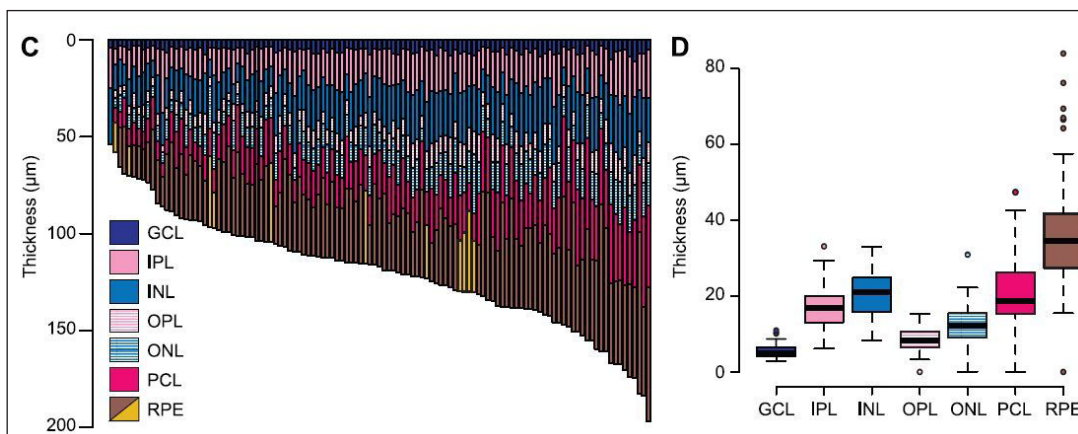 C
Thickness (µm)
0
50
100
150
200
GCL
IPL
INL
OPL
ONL
PCL
RPE
D
Thickness (µm)
80
60
40
20
0
GCL IPL INL OPL ONL PCL RPE